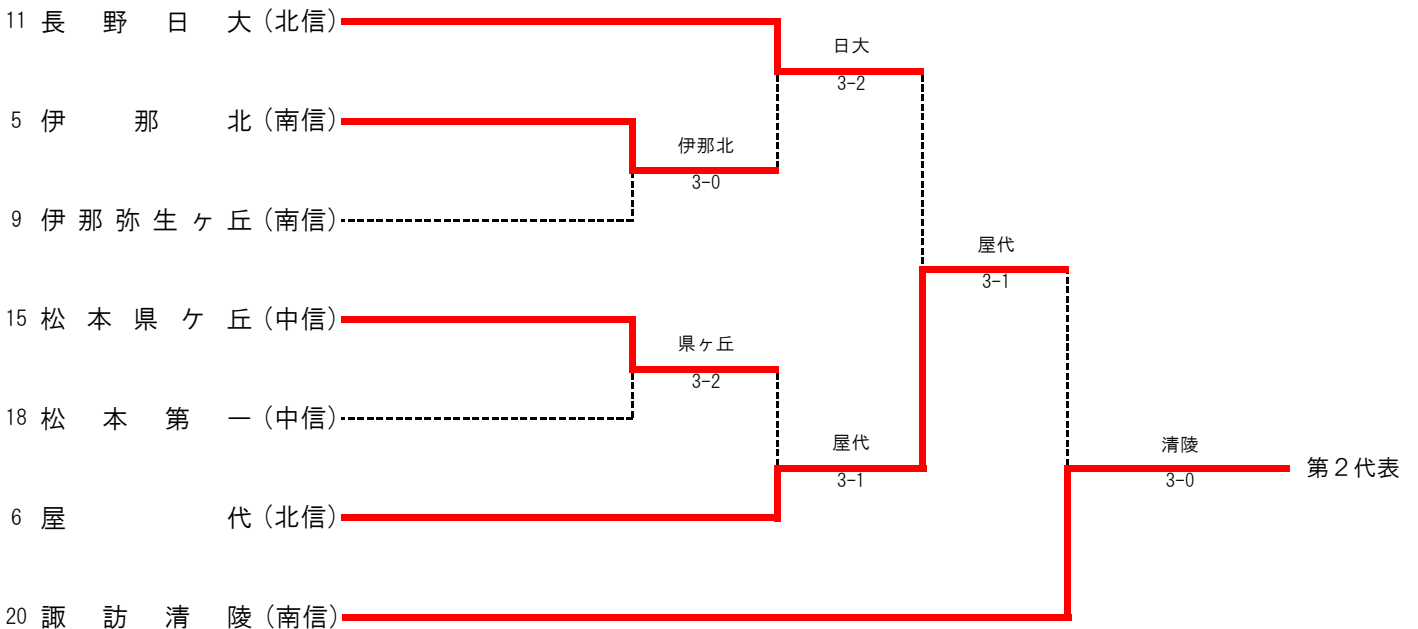 11 長野日大(北信)
日大
3-2
5 伊那北(南信)
伊那北
3-0
9 伊那弥生ヶ丘(南信)
屋代
3-1
15 松本県ケ丘(中信)
県ヶ丘
3-2
18 松本第一(中信)
屋代
3-1
清陵
3-0
第2代表
6 屋代(北信)
20 諏訪清陵(南信)